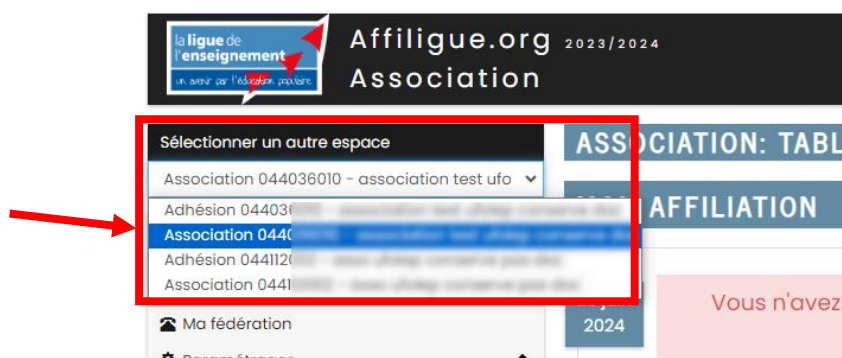 la ligue de
l'enseignement
un avenir par l'éducation populaire
Affiligue.org 2023/2024
Association
Sélectionner un autre espace
Association 044036010 - association test ufo
Adhésion 04403
Association 0440
Adhésion 044112
Association 0441
Ma fédération
Paramétrages
ASSOCIATION: TABL
AFFILIATION
2024
Vous n'avez